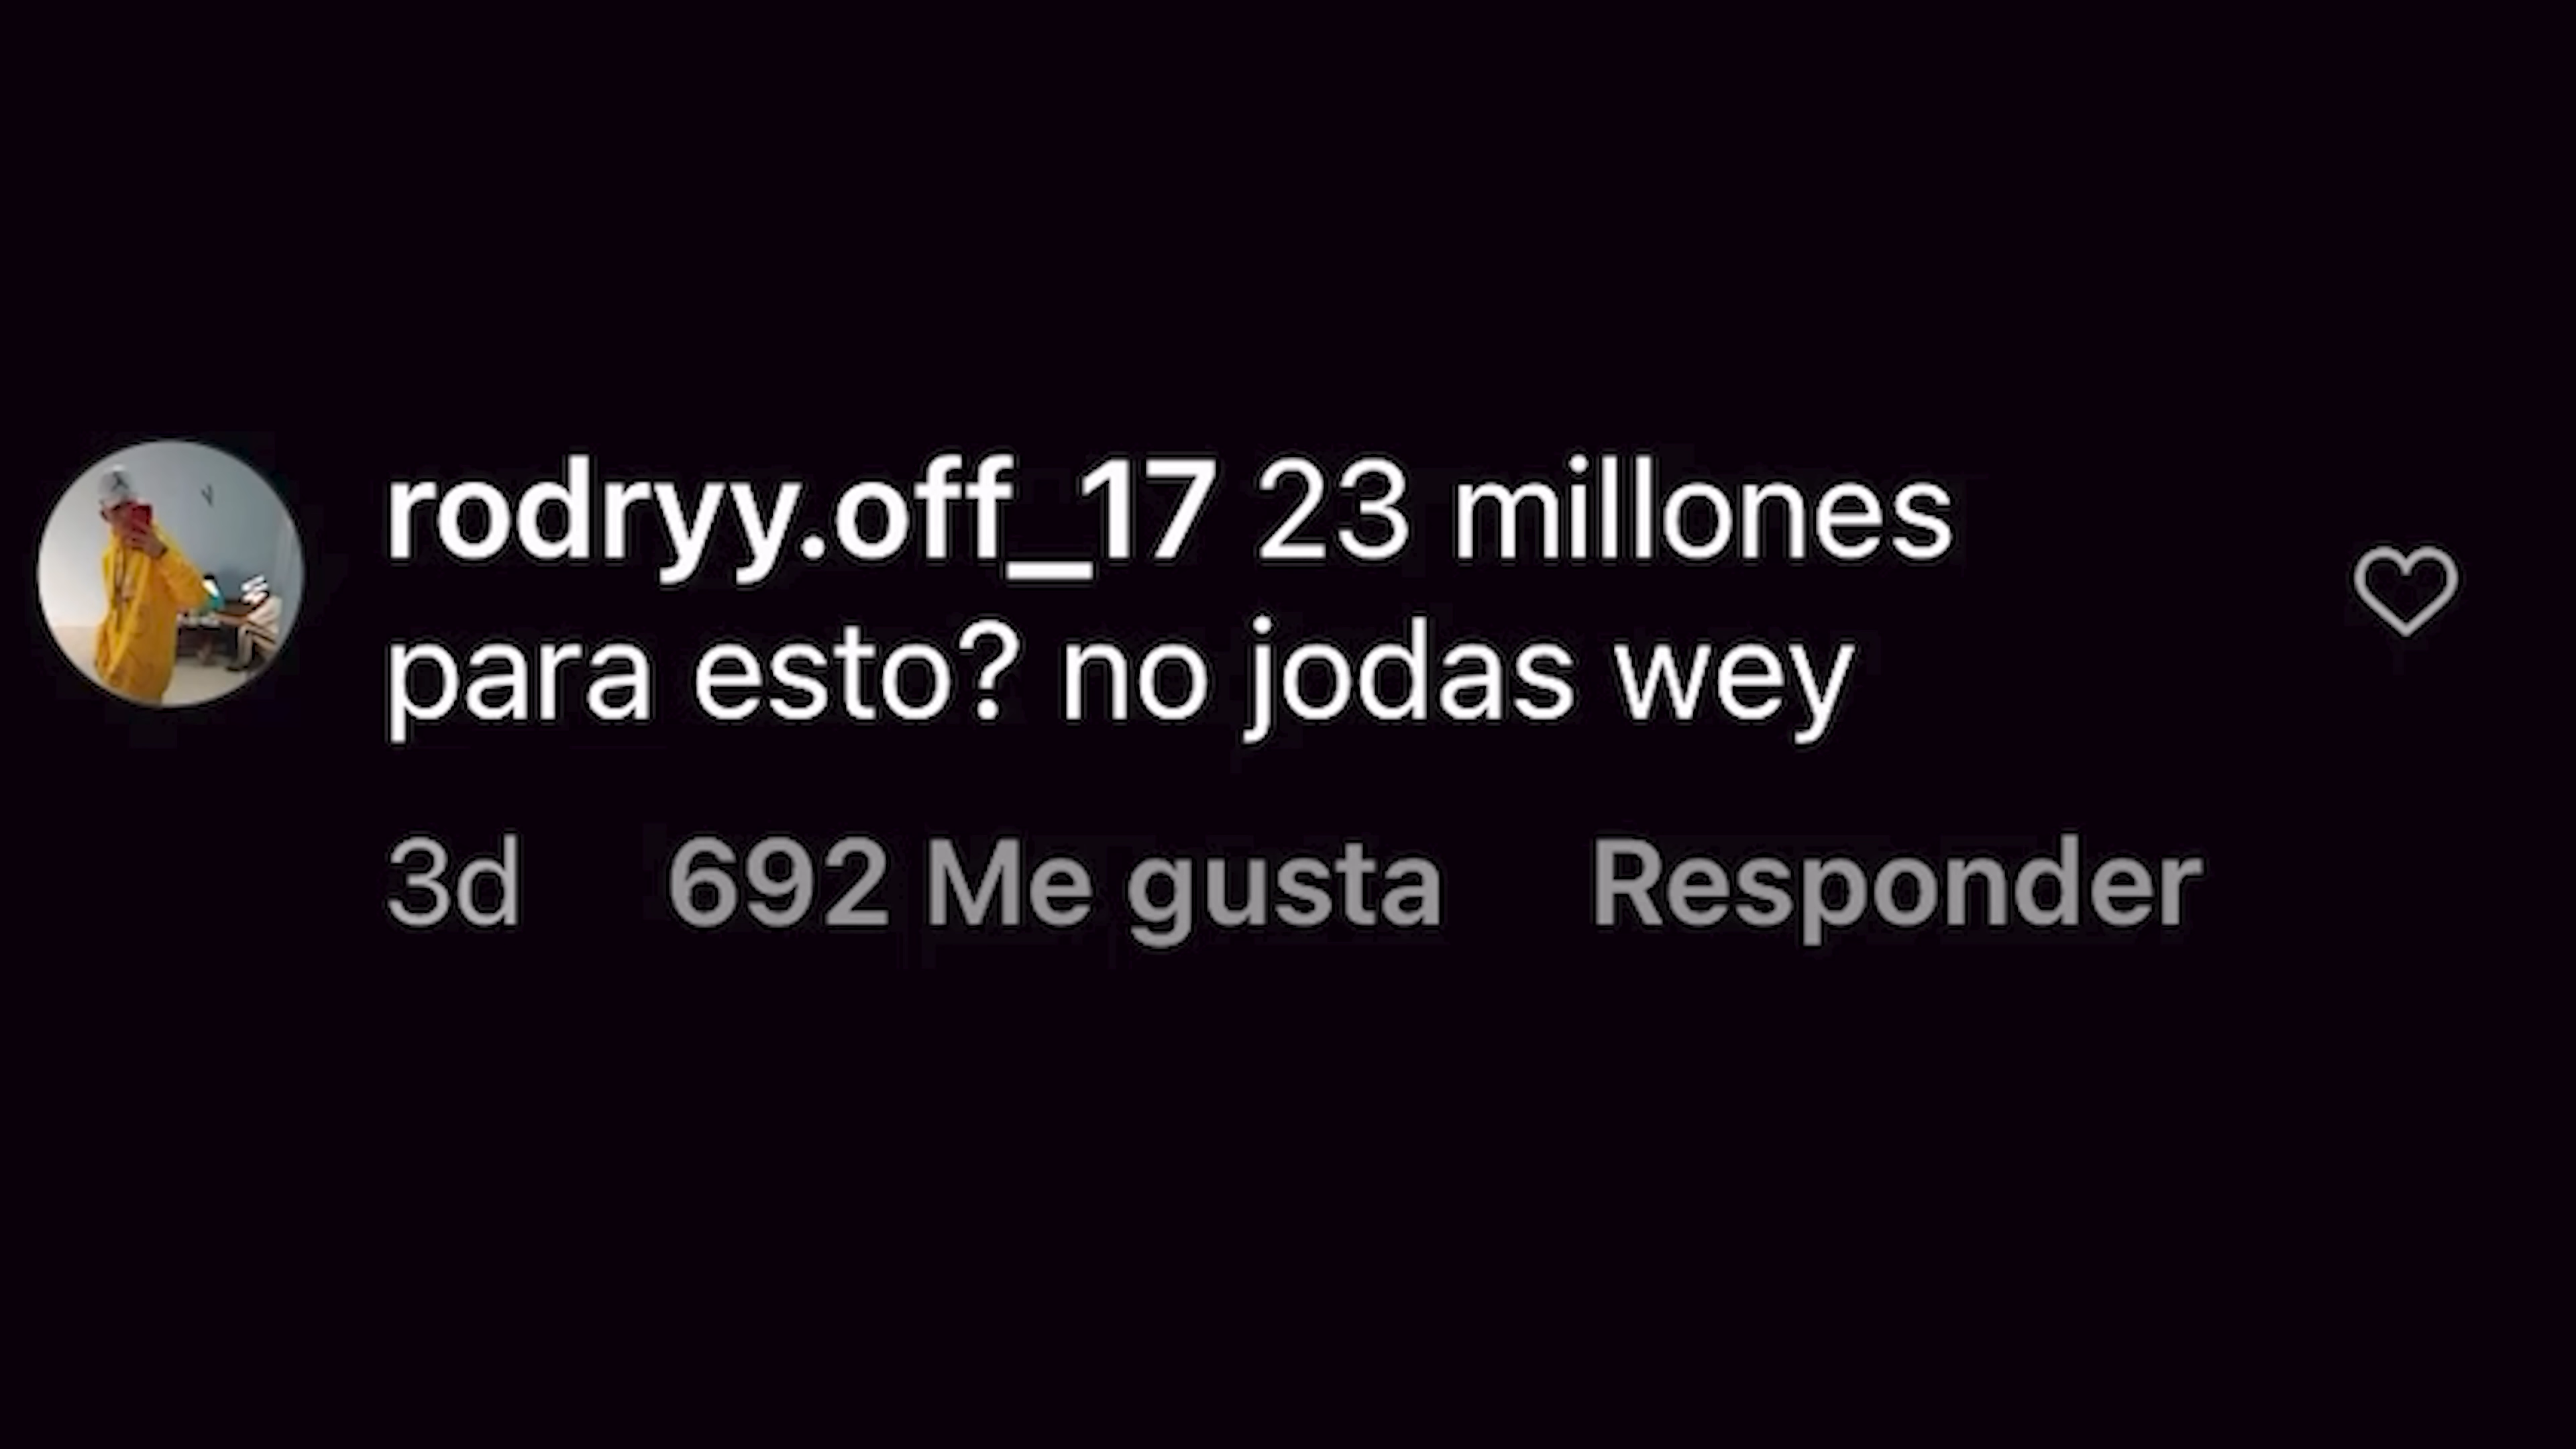 rodryy.off_17 23 millones
para esto? no jodas wey
3d 692 Me gusta Responder